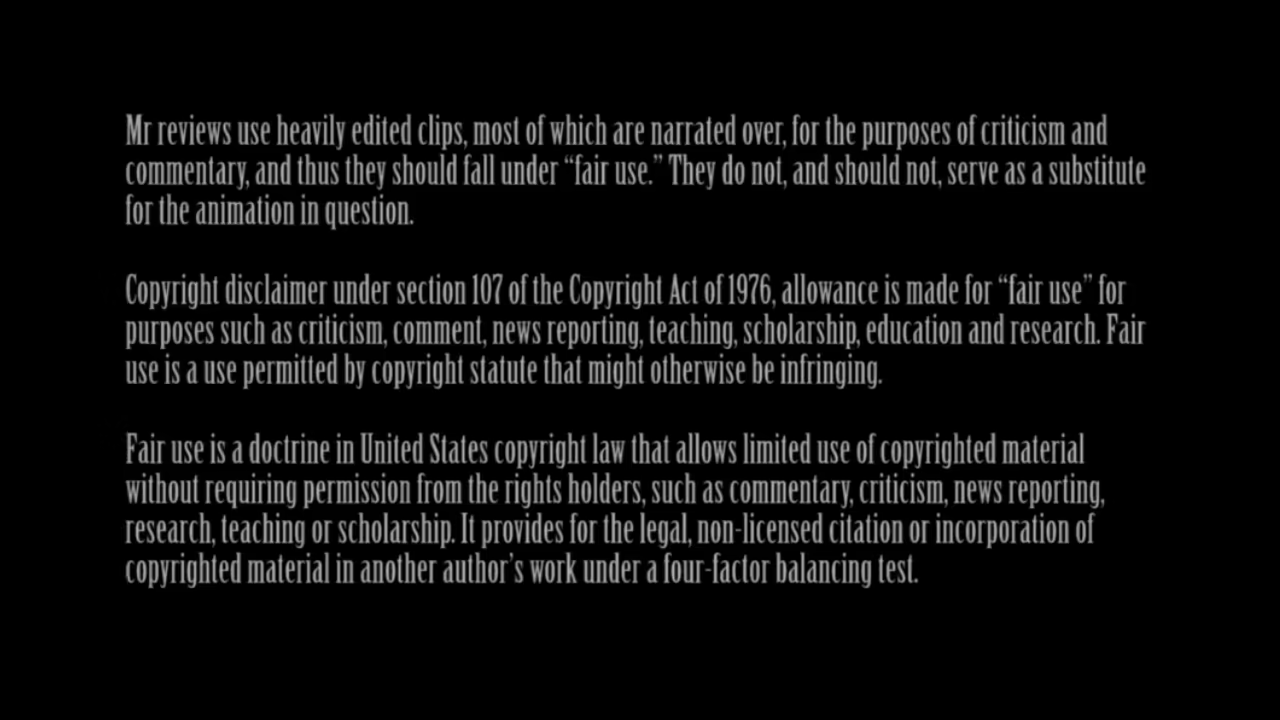 Mr reviews use heavily edited clips, most of which are narrated over, for the purposes of criticism and
commentary, and thus they should fall under “fair use.” They do not, and should not, serve as a substitute
for the animation in question.
Copyright disclaimer under section 107 of the Copyright Act of 1976, allowance is made for “fair use” for
purposes such as criticism, comment, news reporting, teaching, scholarship, education and research. Fair
use is a use permitted by copyright statute that might otherwise be infringing.
Fair use is a doctrine in United States copyright law that allows limited use of copyrighted material
without requiring permission from the rights holders, such as commentary, criticism, news reporting,
research, teaching or scholarship. It provides for the legal, non-licensed citation or incorporation of
copyrighted material in another author’s work under a four-factor balancing test.